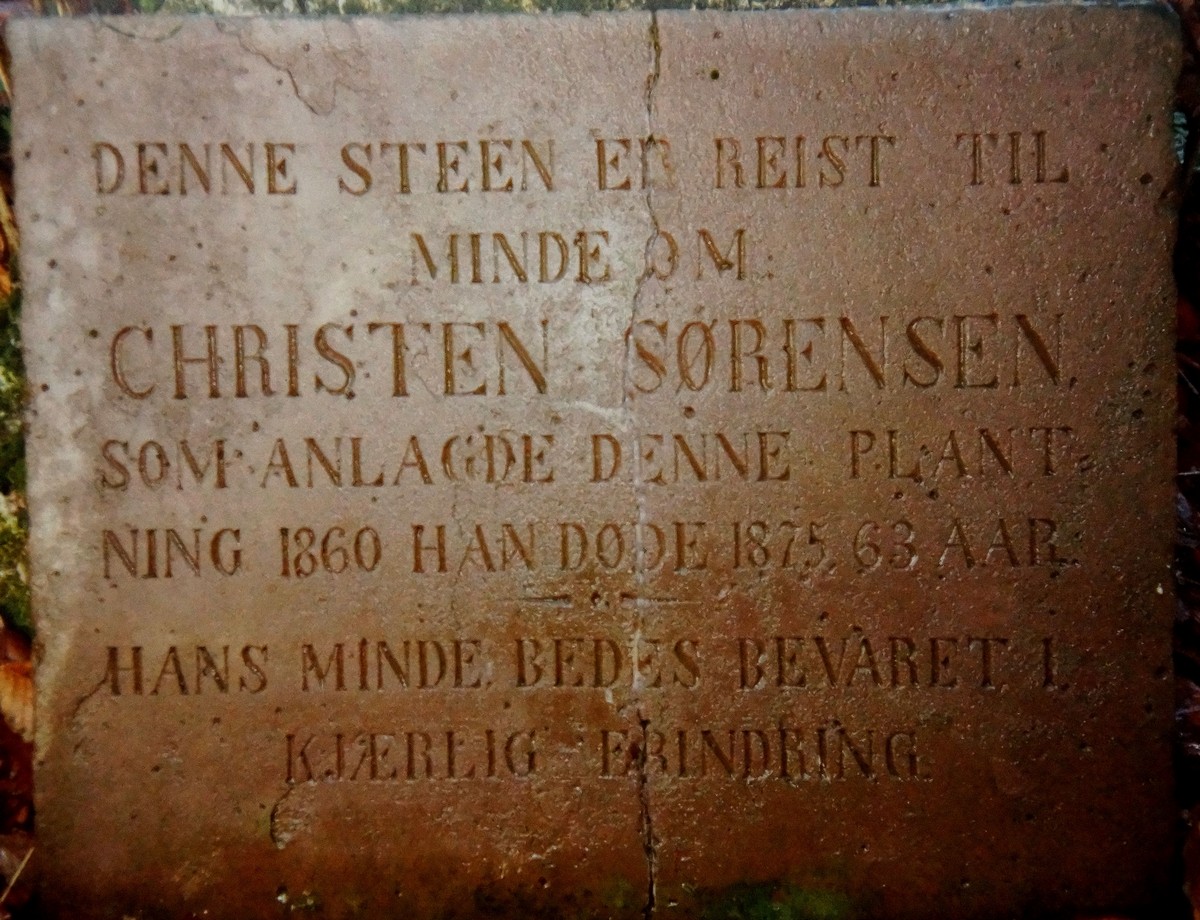 DENNE STEEN ER REIST TIL
MINDE OM
CHRISTEN SØRENSEN.
SOM ANLAGDE DENNE PLANT
NING 1860 HAN DØDE 1875. 63 AAR.
HANS MINDE BEDES BEVARET I.
KJÆRLIG ERINDRING.